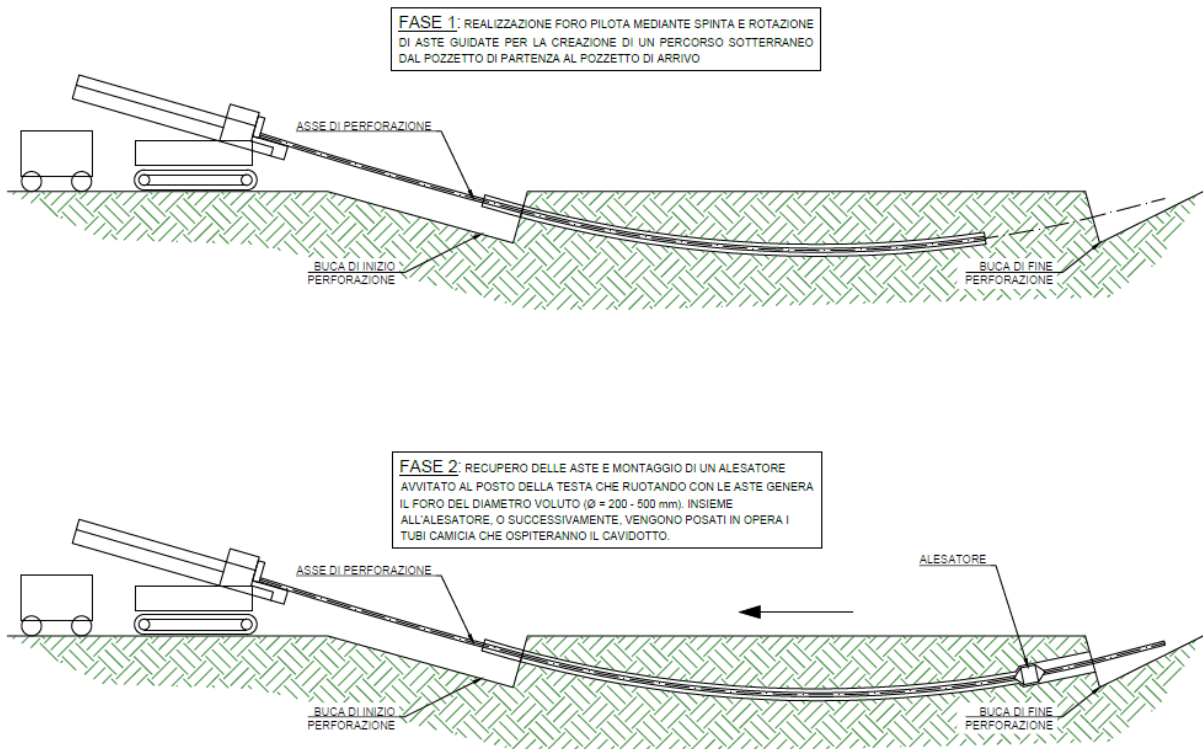 FASE 1: REALIZZAZIONE FORO PILOTA MEDIANTE SPINTA E ROTAZIONE
DI ASTE GUIDATE PER LA CREAZIONE DI UN PERCORSO SOTTERRANEO
DAL POZZETTO DI PARTENZA AL POZZETTO DI ARRIVO
ASSE DI PERFORAZIONE
BUCA DI INIZIO
PERFORAZIONE
BUCA DI FINE
PERFORAZIONE
FASE 2: RECUPERO DELLE ASTE E MONTAGGIO DI UN ALESATORE
AVVITATO AL POSTO DELLA TESTA CHE RUOTANDO CON LE ASTE GENERA
IL FORO DEL DIAMETRO VOLUTO (Ø = 200 - 500 mm). INSIEME
ALL'ALESATORE, O SUCCESSIVAMENTE, VENGONO POSATI IN OPERA I
TUBI CAMICIA CHE OSPITERANNO IL CAVIDOTTO.
ASSE DI PERFORAZIONE
ALESATORE
BUCA DI INIZIO
PERFORAZIONE
BUCA DI FINE
PERFORAZIONE